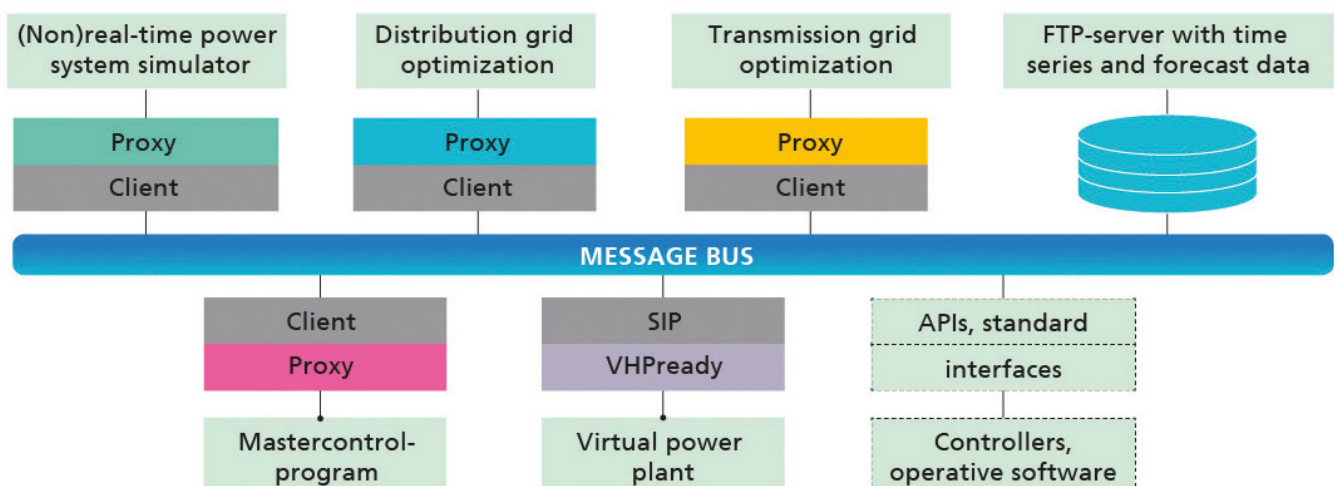 (Non)real-time power
system simulator
Distribution grid
optimization
Transmission grid
optimization
FTP-server with time
series and forecast data
Proxy
Client
Proxy
Client
Proxy
Client
MESSAGE BUS
Client
Proxy
Mastercontrol-
program
SIP
VHPready
Virtual power
plant
APIs, standard
interfaces
Controllers,
operative software